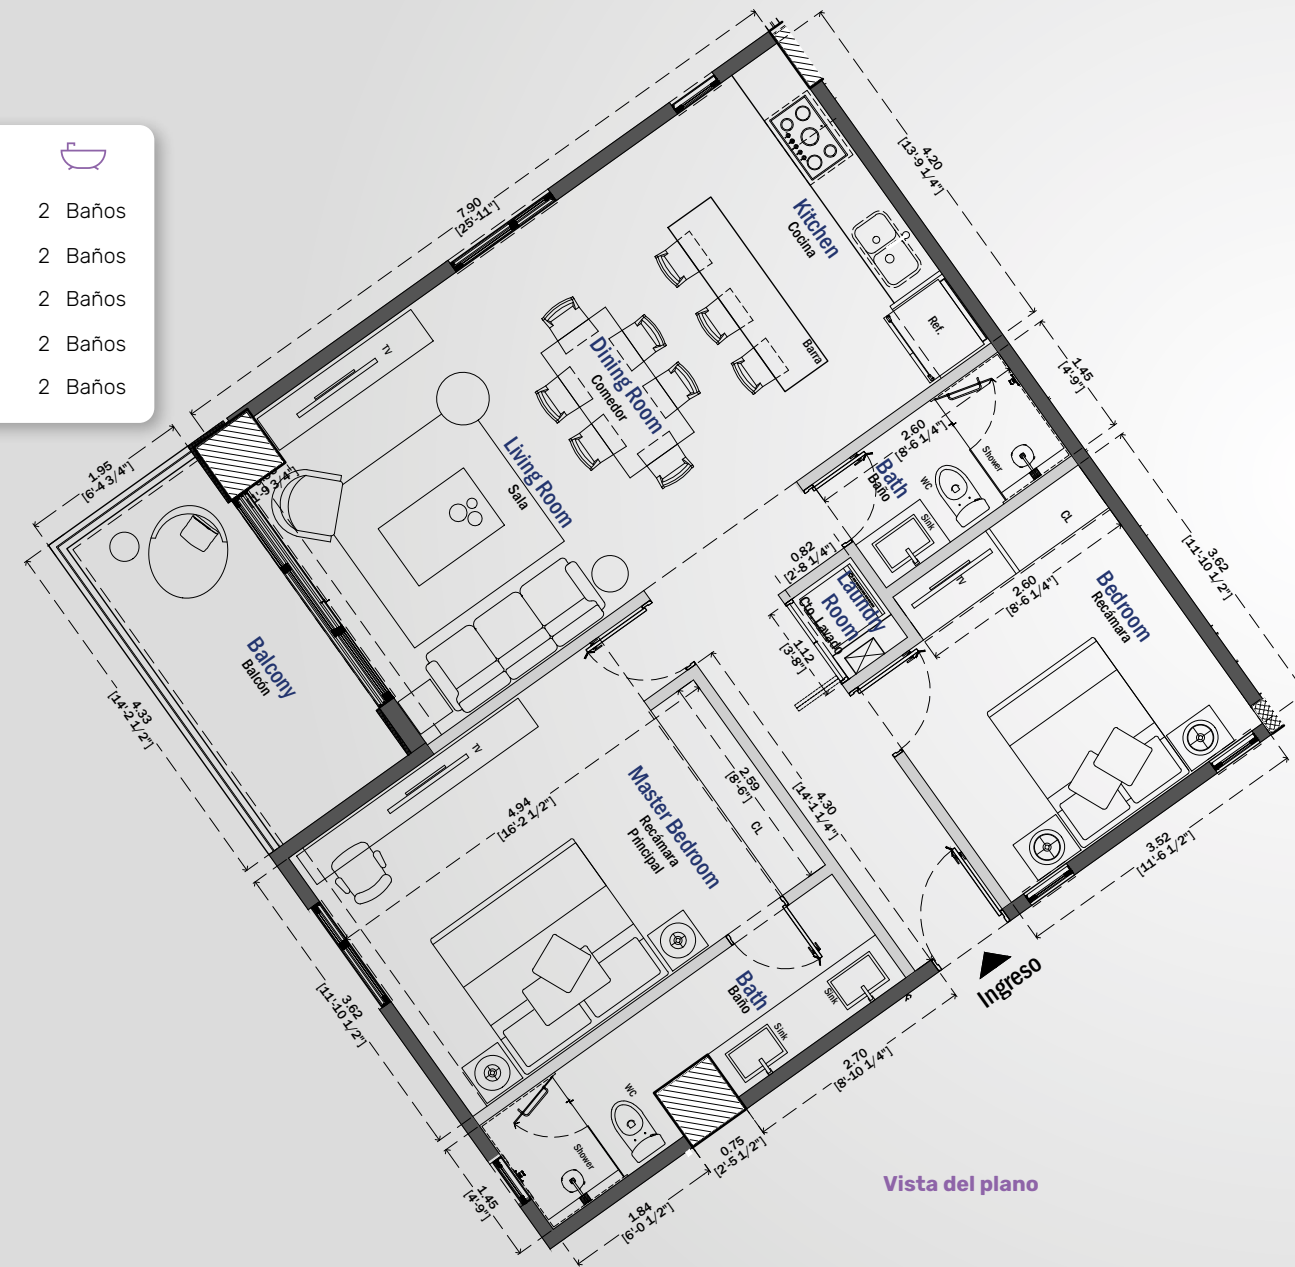 2 Baños
2 Baños
2 Baños
2 Baños
2 Baños
7.90
[25'-11"]
4.20
[13'-9 1/4"]
Kitchen
Cocina
Ref.
Barra
1.45
[4'-9"]
TV
Dining Room
Comedor
Living Room
Sala
1.95
[6'-4 3/4"]
'-9 3/4"]
2.60
[8'-6 1/4"]
Shower
WC
Bath
Baño
Sink
CL
3.62
[11'-10 1/2"]
0.82
[2'-8 1/4"]
Laundry
Room
Cto. Lavado
1.12
[3'-8"]
TV
2.60
[8'-6 1/4"]
Bedroom
Recámara
Balcony
Balcón
4.33
[14'-2 1/2"]
TV
4.94
[16'-2 1/2"]
Master Bedroom
Recámara
Principal
2.59
[8'-6"]
CL
4.30
[14'-1 1/4"]
3.52
[11'-6 1/2"]
Ingreso
Bath
Baño
Sink
Sink
3.62
[11'-10 1/2"]
2.70
[8'-10 1/4"]
WC
Shower
0.75
[2'-5 1/2"]
1.45
[4'-9"]
1.84
[6'-0 1/2"]
Vista del plano